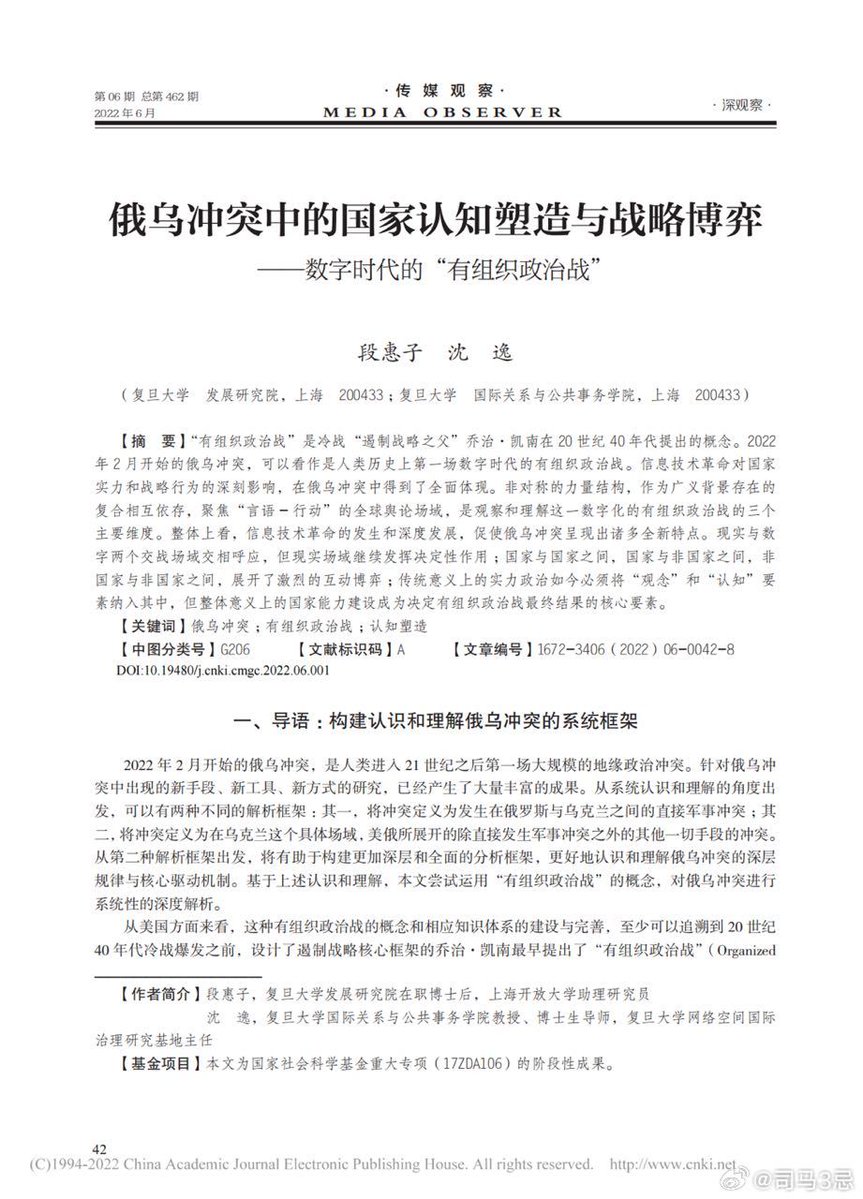 第 06 期 总第 462 期
2022 年 6 月
· 传 媒 观 察 ·
MEDIA OBSERVER
· 深观察 ·
俄乌冲突中的国家认知塑造与战略博弈
——数字时代的“有组织政治战”
段惠子 沈 逸
（复旦大学 发展研究院，上海 200433；复旦大学 国际关系与公共事务学院，上海 200433）
【摘 要】“有组织政治战”是冷战“遏制战略之父”乔治·凯南在 20 世纪 40 年代提出的概念。2022
年 2 月开始的俄乌冲突，可以看作是人类历史上第一场数字时代的有组织政治战。信息技术革命对国家
实力和战略行为的深刻影响，在俄乌冲突中得到了全面体现。非对称的力量结构，作为广义背景存在的
复合相互依存，聚焦“言语－行动”的全球舆论场域，是观察和理解这一数字化的有组织政治战的三个
主要维度。整体上看，信息技术革命的发生和深度发展，促使俄乌冲突呈现出诸多全新特点。现实与数
字两个交战场域交相呼应，但现实场域继续发挥决定性作用；国家与国家之间，国家与非国家之间，非
国家与非国家之间，展开了激烈的互动博弈；传统意义上的实力政治如今必须将“观念”和“认知”要
素纳入其中，但整体意义上的国家能力建设成为决定有组织政治战最终结果的核心要素。
【关键词】俄乌冲突；有组织政治战；认知塑造
【中图分类号】G206 【文献标识码】A 【文章编号】1672-3406（2022）06-0042-8
DOI:10.19480/j.cnki.cmgc.2022.06.001
一、导语：构建认识和理解俄乌冲突的系统框架
2022 年 2 月开始的俄乌冲突，是人类进入 21 世纪之后第一场大规模的地缘政治冲突。针对俄乌冲
突中出现的新手段、新工具、新方式的研究，已经产生了大量丰富的成果。从系统认识和理解的角度出
发，可以有两种不同的解析框架：其一，将冲突定义为发生在俄罗斯与乌克兰之间的直接军事冲突；其
二，将冲突定义为在乌克兰这个具体场域，美俄所展开的除直接发生军事冲突之外的其他一切手段的冲突。
从第二种解析框架出发，将有助于构建更加深层和全面的分析框架，更好地认识和理解俄乌冲突的深层
规律与核心驱动机制。基于上述认识和理解，本文尝试运用“有组织政治战”的概念，对俄乌冲突进行
系统性的深度解析。
从美国方面来看，这种有组织政治战的概念和相应知识体系的建设与完善，至少可以追溯到 20 世纪
40 年代冷战爆发之前，设计了遏制战略核心框架的乔治·凯南最早提出了“有组织政治战”（Organized
【作者简介】段惠子，复旦大学发展研究院在职博士后，上海开放大学助理研究员
沈 逸，复旦大学国际关系与公共事务学院教授、博士生导师，复旦大学网络空间国际
治理研究基地主任
【基金项目】本文为国家社会科学基金重大专项（17ZDA106）的阶段性成果。
42
(C)1994-2022 China Academic Journal Electronic Publishing House. All rights reserved. http://www.cnki.net
@司马3忌